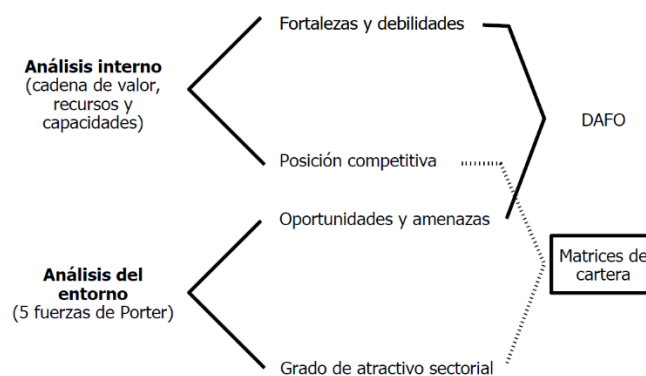 Fortalezas y debilidades
Análisis interno
(cadena de valor,
recursos y
capacidades)
DAFO
Posición competitiva
Oportunidades y amenazas
Matrices de
cartera
Análisis del
entorno
(5 fuerzas de Porter)
Grado de atractivo sectorial